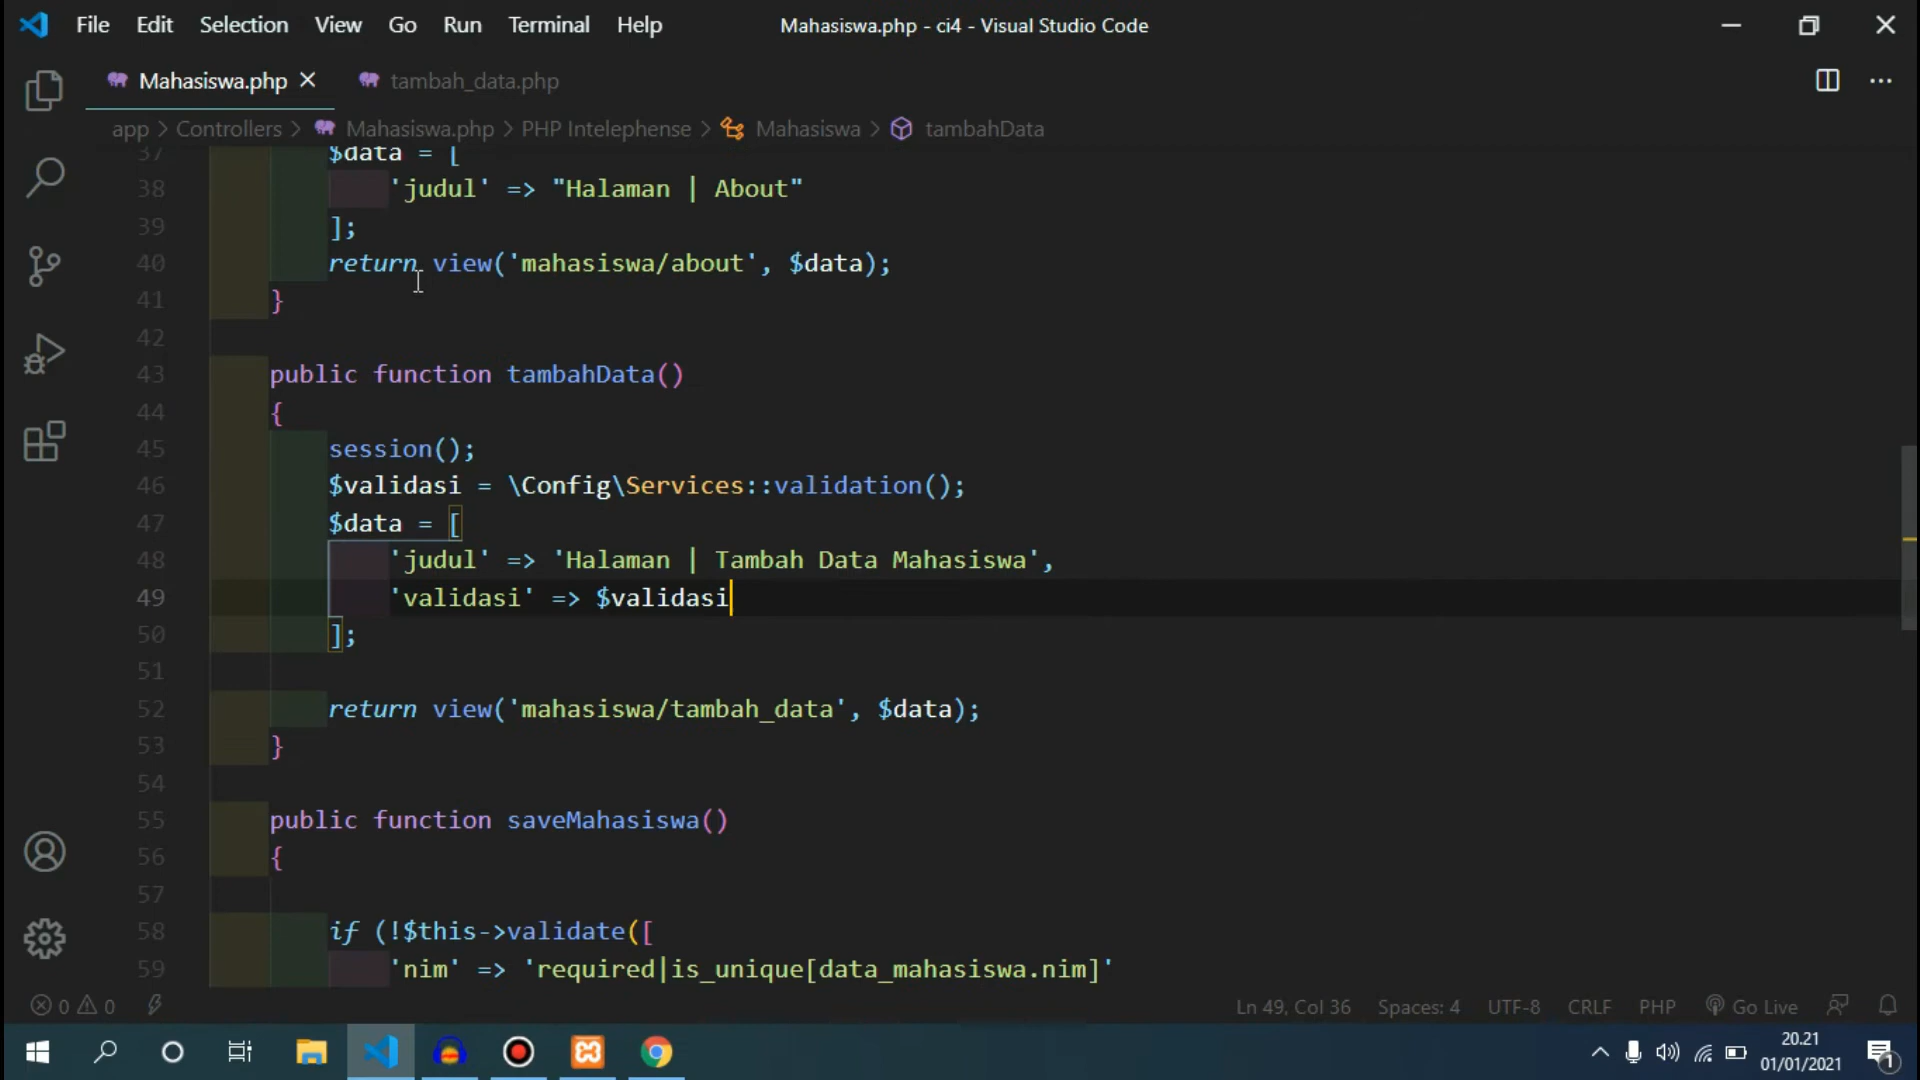 File Edit Selection View Go Run Terminal Help Mahasiswa.php - ci4 - Visual Studio Code
Mahasiswa.php tambah_data.php
app > Controllers > Mahasiswa.php > PHP Intelephense > Mahasiswa > tambahData
37 $data = [
38 'judul' => "Halaman | About"
39 ];
40 return view('mahasiswa/about', $data);
41 }
42
43 public function tambahData()
44 {
45 session();
46 $validasi = \Config\Services::validation();
47 $data = [
48 'judul' => 'Halaman | Tambah Data Mahasiswa',
49 'validasi' => $validasi
50 ];
51
52 return view('mahasiswa/tambah_data', $data);
53 }
54
55 public function saveMahasiswa()
56 {
57
58 if (!$this->validate([
59 'nim' => 'required|is_unique[data_mahasiswa.nim]'
0 0 Ln 49, Col 36 Spaces: 4 UTF-8 CRLF PHP Go Live
20.21
01/01/2021
1